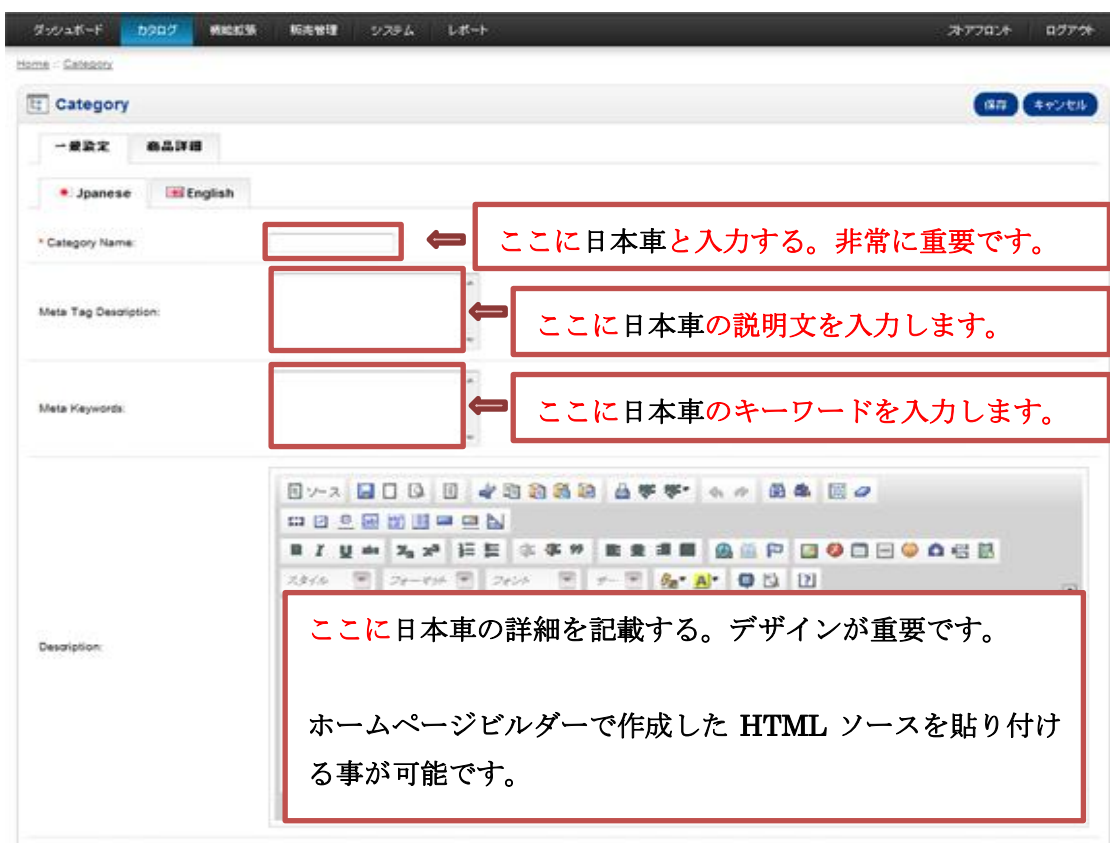 ダッシュボード カタログ 機能拡張 販売管理 システム レポート ストアフロント ログアウト
Home :: Category
Category 保存 キャンセル
一般設定 商品詳細
Jpanese English
* Category Name:
ここに日本車と入力する。非常に重要です。
Meta Tag Description:
ここに日本車の説明文を入力します。
Meta Keywords:
ここに日本車のキーワードを入力します。
ソース
スタイル フォーマット フォント
Description:
ここに日本車の詳細を記載する。デザインが重要です。
ホームページビルダーで作成した HTML ソースを貼り付け
る事が可能です。